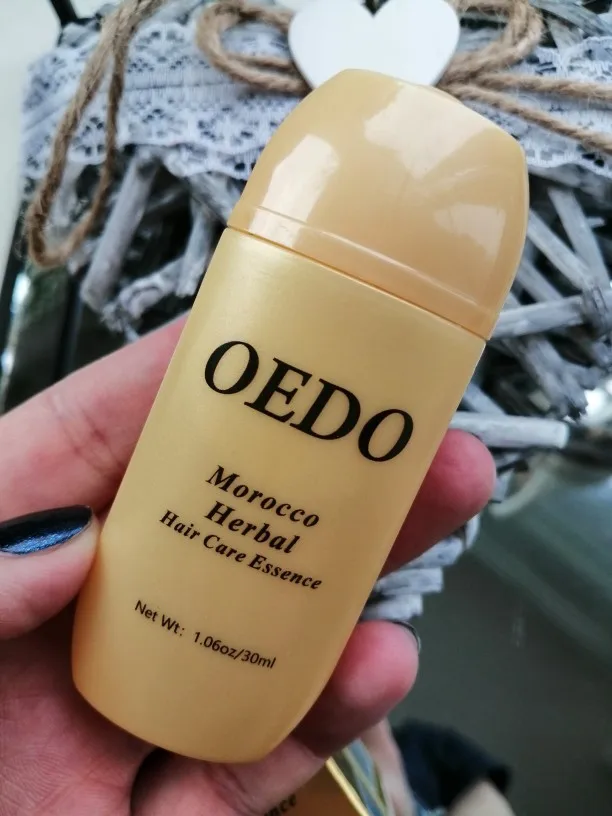 OEDO
Morocco
Herbal
Hair Care Essence
Net Wt: 1.06oz/30ml